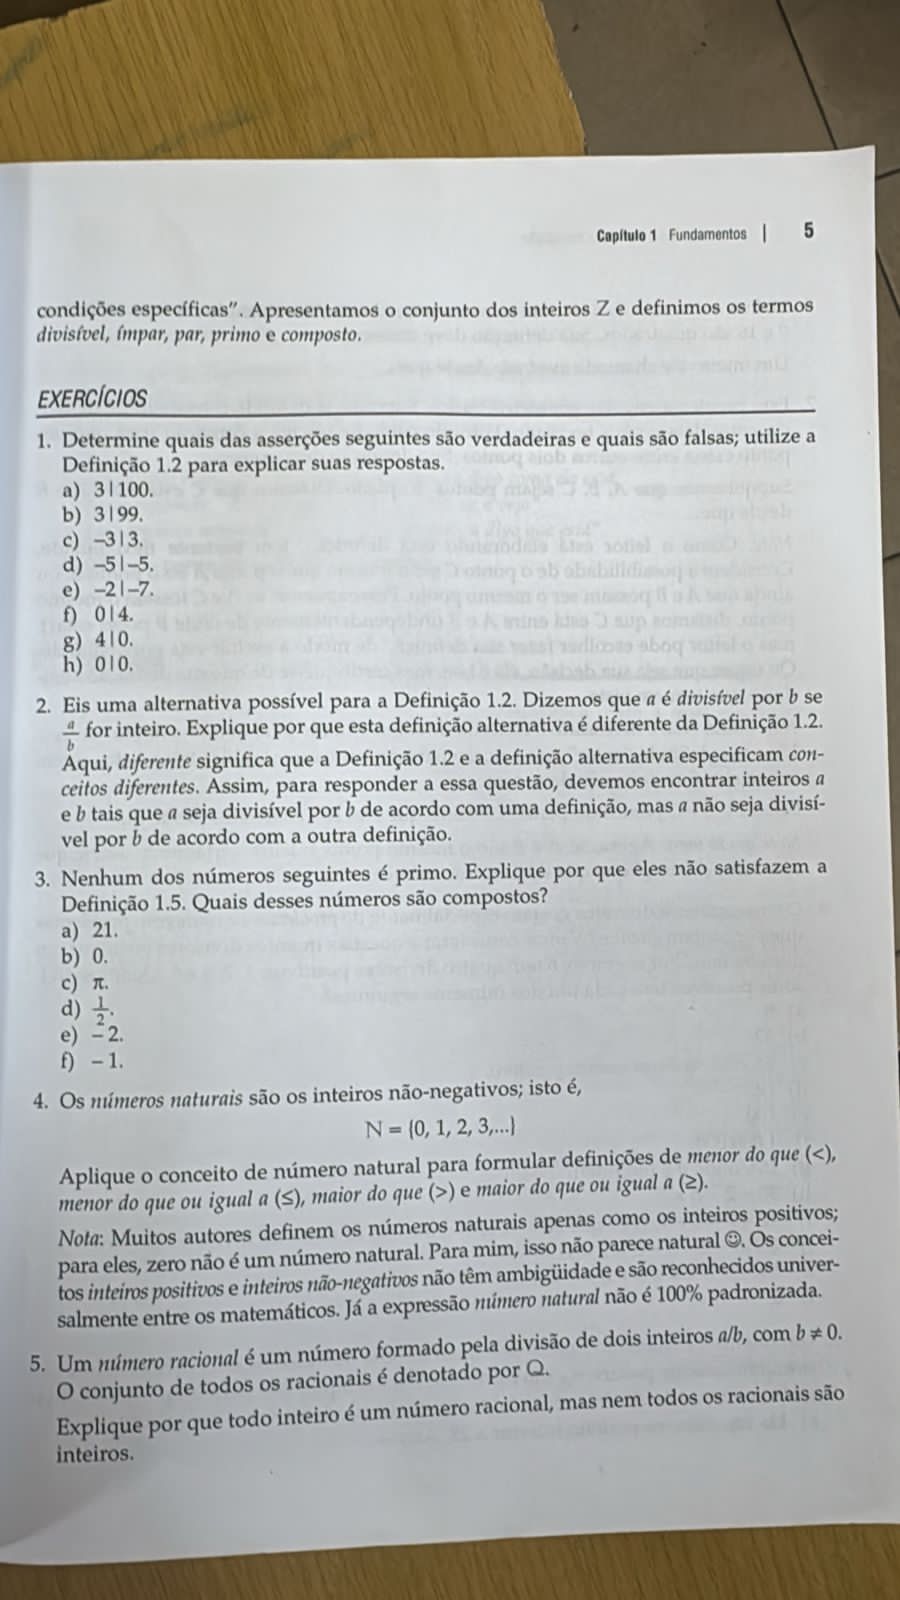 Capítulo 1 Fundamentos | 5
condições específicas”. Apresentamos o conjunto dos inteiros Z e definimos os termos
divisível, ímpar, par, primo e composto.
EXERCÍCIOS
1. Determine quais das asserções seguintes são verdadeiras e quais são falsas; utilize a
Definição 1.2 para explicar suas respostas.
a) 3|100.
b) 3|99.
c) –3|3.
d) –5|–5.
e) –2|–7.
f) 0|4.
g) 4|0.
h) 0|0.
2. Eis uma alternativa possível para a Definição 1.2. Dizemos que a é divisível por b se
a/b for inteiro. Explique por que esta definição alternativa é diferente da Definição 1.2.
Aqui, diferente significa que a Definição 1.2 e a definição alternativa especificam con-
ceitos diferentes. Assim, para responder a essa questão, devemos encontrar inteiros a
e b tais que a seja divisível por b de acordo com uma definição, mas a não seja divisí-
vel por b de acordo com a outra definição.
3. Nenhum dos números seguintes é primo. Explique por que eles não satisfazem a
Definição 1.5. Quais desses números são compostos?
a) 21.
b) 0.
c) π.
d) 1/2.
e) – 2.
f) – 1.
4. Os números naturais são os inteiros não-negativos; isto é,
N = {0, 1, 2, 3,...}
Aplique o conceito de número natural para formular definições de menor do que (<),
menor do que ou igual a (≤), maior do que (>) e maior do que ou igual a (≥).
Nota: Muitos autores definem os números naturais apenas como os inteiros positivos;
para eles, zero não é um número natural. Para mim, isso não parece natural ☺. Os concei-
tos inteiros positivos e inteiros não-negativos não têm ambigüidade e são reconhecidos univer-
salmente entre os matemáticos. Já a expressão número natural não é 100% padronizada.
5. Um número racional é um número formado pela divisão de dois inteiros a/b, com b ≠ 0.
O conjunto de todos os racionais é denotado por Q.
Explique por que todo inteiro é um número racional, mas nem todos os racionais são
inteiros.